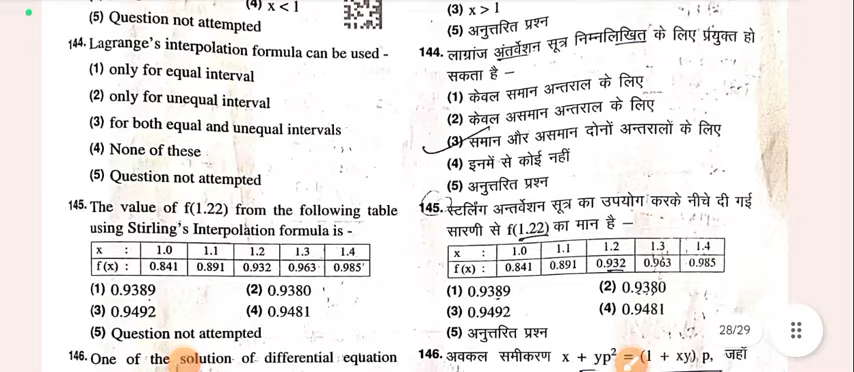 (4) x < 1
(5) Question not attempted
144. Lagrange's interpolation formula can be used -
(1) only for equal interval
(2) only for unequal interval
(3) for both equal and unequal intervals
(4) None of these
(5) Question not attempted
145. The value of f(1.22) from the following table
using Stirling's Interpolation formula is -
x : 1.0 1.1 1.2 1.3 1.4
f(x) : 0.841 0.891 0.932 0.963 0.985
(1) 0.9389 (2) 0.9380
(3) 0.9492 (4) 0.9481
(5) Question not attempted
146. One of the solution of differential equation
(3) x > 1
(5) अनुत्तरित प्रश्न
144. लाग्रांज अंतर्वेशन सूत्र निम्नलिखित के लिए प्रयुक्त हो
सकता है –
(1) केवल समान अन्तराल के लिए
(2) केवल असमान अन्तराल के लिए
(3) समान और असमान दोनों अन्तरालों के लिए
(4) इनमें से कोई नहीं
(5) अनुत्तरित प्रश्न
145. स्टर्लिंग अन्तर्वेशन सूत्र का उपयोग करके नीचे दी गई
सारणी से f(1.22) का मान है –
x : 1.0 1.1 1.2 1.3 1.4
f(x) : 0.841 0.891 0.932 0.963 0.985
(1) 0.9389 (2) 0.9380
(3) 0.9492 (4) 0.9481
(5) अनुत्तरित प्रश्न
28/29
146. अवकल समीकरण x + yp² = (1 + xy) p, जहाँ